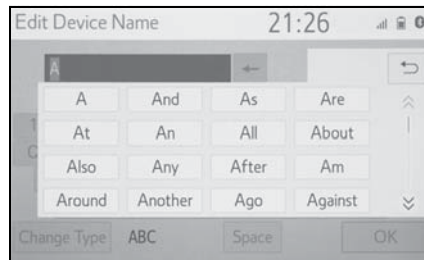 Edit Device Name 21:26
A
A And As Are
At An All About
Also Any After Am
Around Another Ago Against
Change Type ABC Space OK